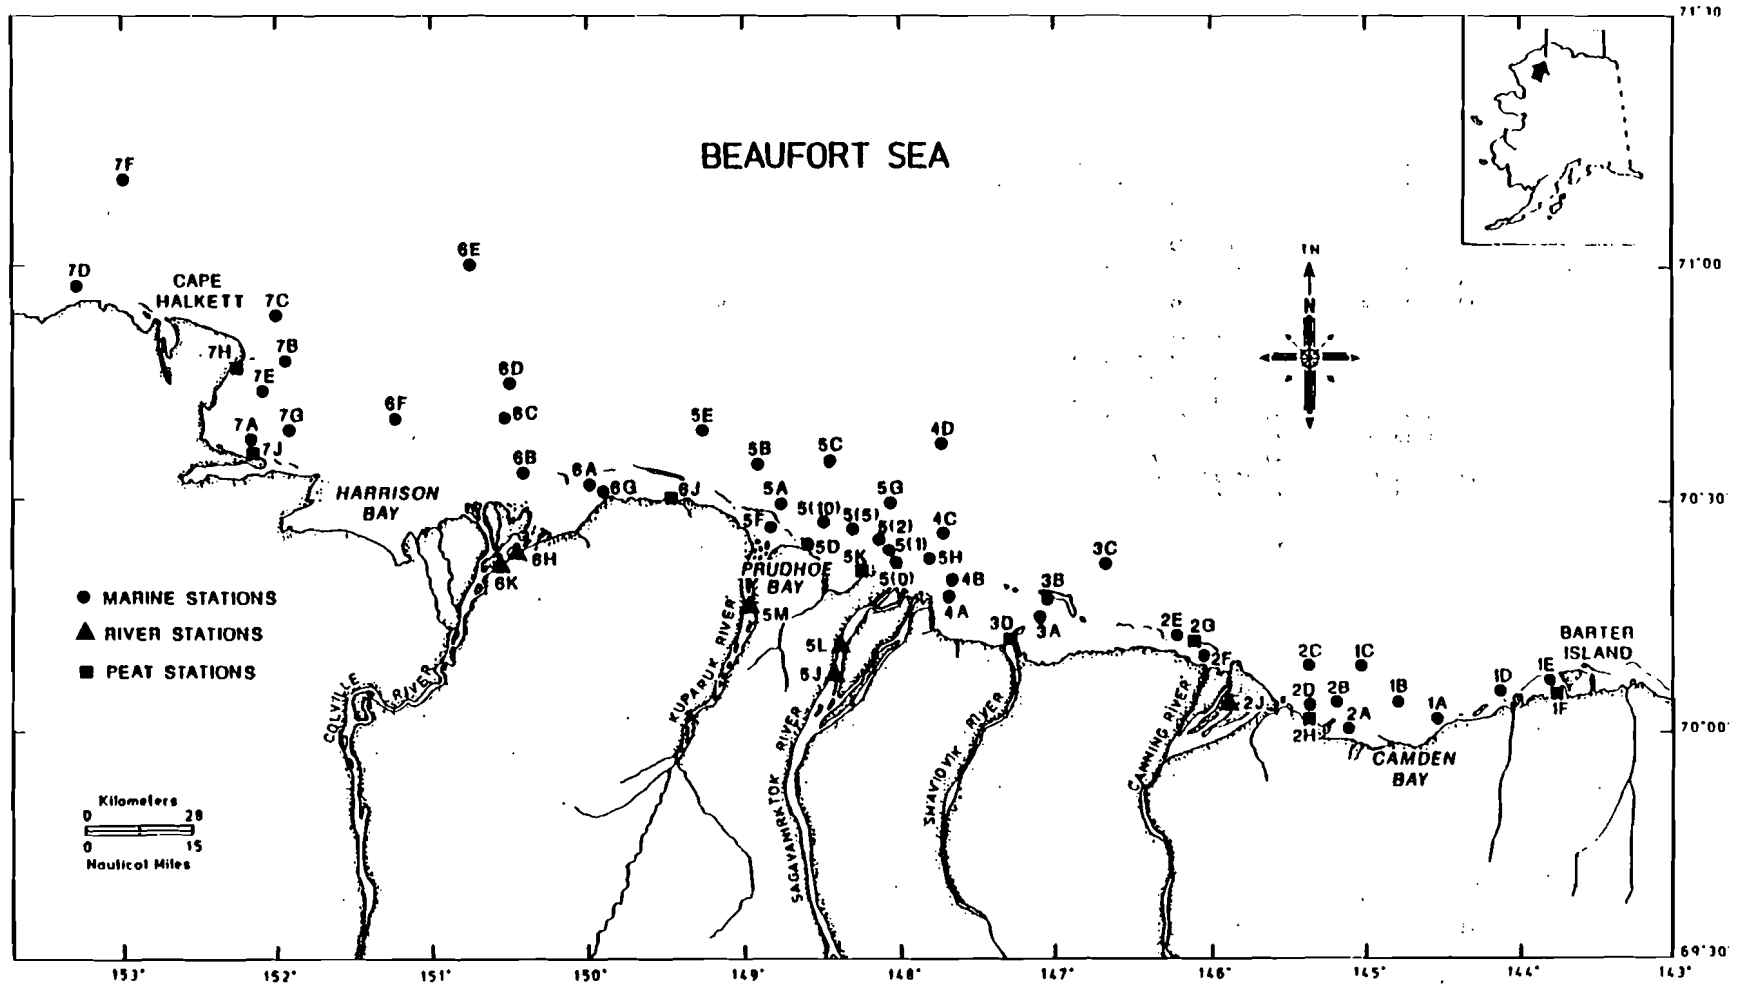 71°30
BEAUFORT SEA
7F
TN
N
6E
71°00
7D
CAPE
HALKETT
7C
7H
7B
7E
6D
6F
6C
7G
7A
7J
5E
5B
5C
4D
6B
6A
6G
6J
HARRISON
BAY
5A
5G
5(10)
5(5)
5F
5(2)
4C
70°30
5D
5(1)
5H
5K
5(0)
PRUDHOE
BAY
4B
4A
3C
3B
3A
3D
6H
6K
5M
5L
5J
2E
2G
2F
2C
1C
BARTER
ISLAND
1E
1D
1F
2D
2B
1B
1A
2J
2H
2A
70°00
CAMDEN
BAY
MARINE STATIONS
RIVER STATIONS
PEAT STATIONS
COLVILLE
RIVER
KUPARUK RIVER
SAGAVANIRKTOK
RIVER
SHAVIOVIK
RIVER
CANNING RIVER
Kilometers
0 28
0 15
Nautical Miles
69°30
153° 152° 151° 150° 149° 148° 147° 146° 145° 144° 143°